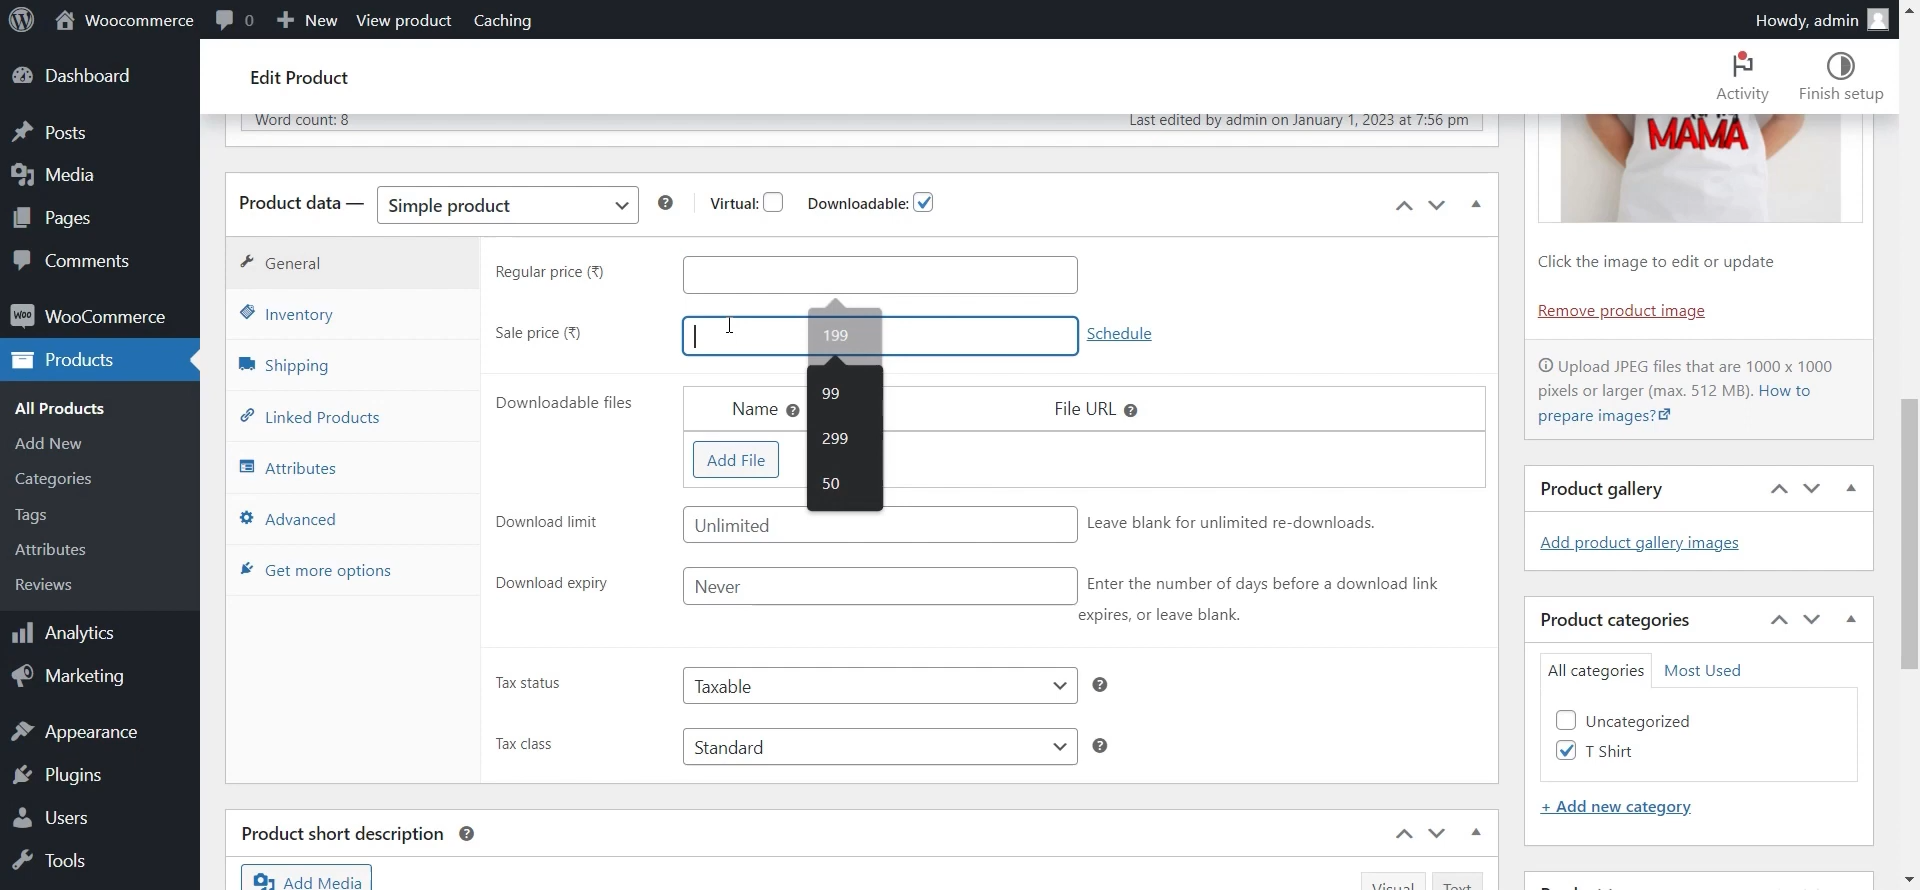 Woocommerce 0 New View product Caching Howdy, admin
Dashboard
Posts
Media
Pages
Comments
WooCommerce
Products
All Products
Add New
Categories
Tags
Attributes
Reviews
Analytics
Marketing
Appearance
Plugins
Users
Tools
Edit Product
Activity
Finish setup
Word count: 8
Last edited by admin on January 1, 2023 at 7:56 pm
Product data — Simple product Virtual: Downloadable:
General
Inventory
Shipping
Linked Products
Attributes
Advanced
Get more options
Regular price (₹)
Sale price (₹) Schedule
199
99
299
50
Downloadable files
Name File URL
Add File
Download limit Unlimited Leave blank for unlimited re-downloads.
Download expiry Never Enter the number of days before a download link
expires, or leave blank.
Tax status Taxable
Tax class Standard
Product short description
Add Media
Visual Text
MAMA
Click the image to edit or update
Remove product image
Upload JPEG files that are 1000 x 1000
pixels or larger (max. 512 MB). How to
prepare images?
Product gallery
Add product gallery images
Product categories
All categories Most Used
Uncategorized
T Shirt
+ Add new category